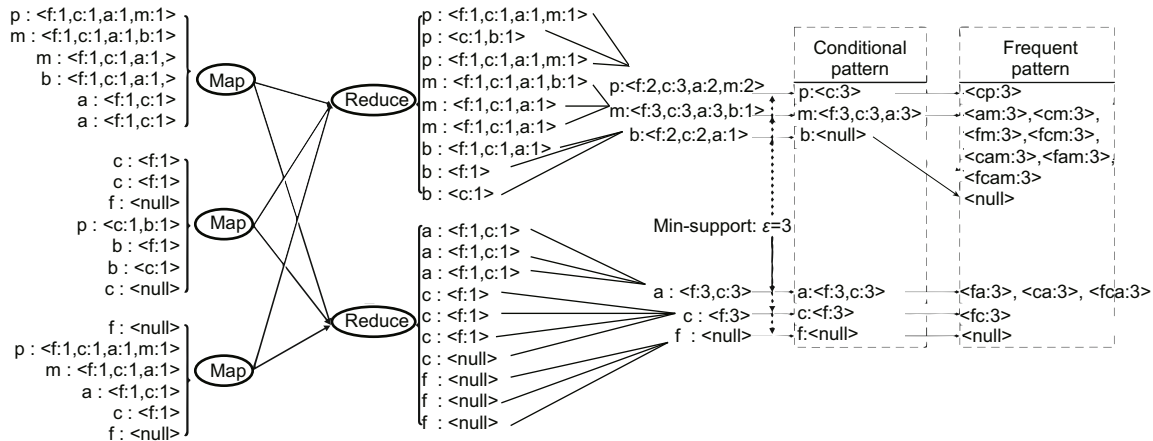 p : <f:1,c:1,a:1,m:1>
m : <f:1,c:1,a:1,b:1>
m : <f:1,c:1,a:1,>
b : <f:1,c:1,a:1,>
a : <f:1,c:1>
a : <f:1,c:1>
Map
c : <f:1>
c : <f:1>
f : <null>
p : <c:1,b:1>
b : <f:1>
b : <c:1>
c : <null>
Map
f : <null>
p : <f:1,c:1,a:1,m:1>
m : <f:1,c:1,a:1>
a : <f:1,c:1>
c : <f:1>
f : <null>
Map
Reduce
p : <f:1,c:1,a:1,m:1>
p : <c:1,b:1>
p : <f:1,c:1,a:1,m:1>
m : <f:1,c:1,a:1,b:1>
m : <f:1,c:1,a:1>
m : <f:1,c:1,a:1>
b : <f:1,c:1,a:1>
b : <f:1>
b : <c:1>
Reduce
a : <f:1,c:1>
a : <f:1,c:1>
a : <f:1,c:1>
c : <f:1>
c : <f:1>
c : <f:1>
c : <null>
f : <null>
f : <null>
f : <null>
p:<f:2,c:3,a:2,m:2>
m:<f:3,c:3,a:3,b:1>
b:<f:2,c:2,a:1>
Min-support: ε=3
a : <f:3,c:3>
c : <f:3>
f : <null>
Conditional
pattern
p:<c:3>
m:<f:3,c:3,a:3>
b:<null>
a:<f:3,c:3>
c:<f:3>
f:<null>
Frequent
pattern
<cp:3>
<am:3>,<cm:3>,
<fm:3>,<fcm:3>,
<cam:3>,<fam:3>,
<fcam:3>
<null>
<fa:3>, <ca:3>, <fca:3>
<fc:3>
<null>